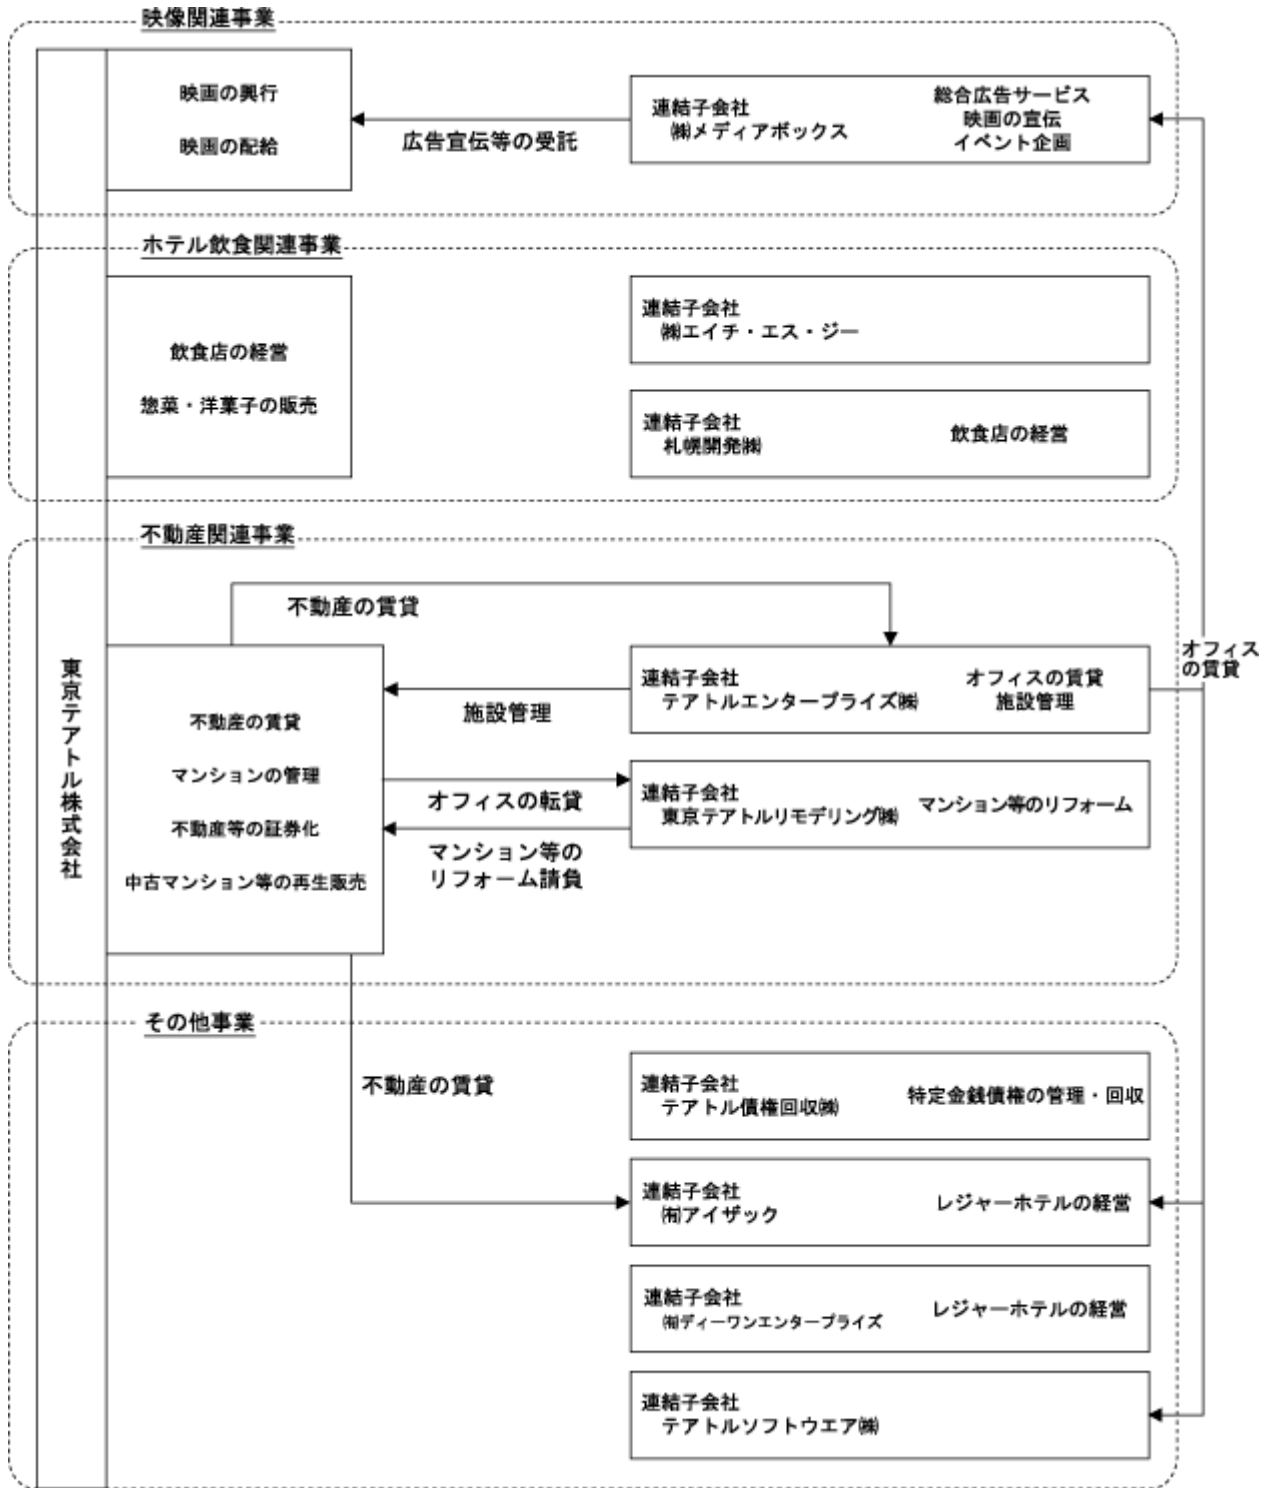 映像関連事業
映画の興行
映画の配給
広告宣伝等の受託
連結子会社
㈱メディアボックス
総合広告サービス
映画の宣伝
イベント企画
ホテル飲食関連事業
飲食店の経営
惣菜・洋菓子の販売
連結子会社
㈱エイチ・エス・ジー
連結子会社
札幌開発㈱
飲食店の経営
不動産関連事業
東京テアトル株式会社
不動産の賃貸
不動産の賃貸
マンションの管理
不動産等の証券化
中古マンション等の再生販売
施設管理
オフィスの転貸
マンション等の
リフォーム請負
連結子会社
テアトルエンタープライズ㈱
オフィスの賃貸
施設管理
連結子会社
東京テアトルリモデリング㈱
マンション等のリフォーム
オフィス
の賃貸
その他事業
不動産の賃貸
連結子会社
テアトル債権回収㈱
特定金銭債権の管理・回収
連結子会社
㈲アイザック
レジャーホテルの経営
連結子会社
㈲ディーワンエンタープライズ
レジャーホテルの経営
連結子会社
テアトルソフトウエア㈱